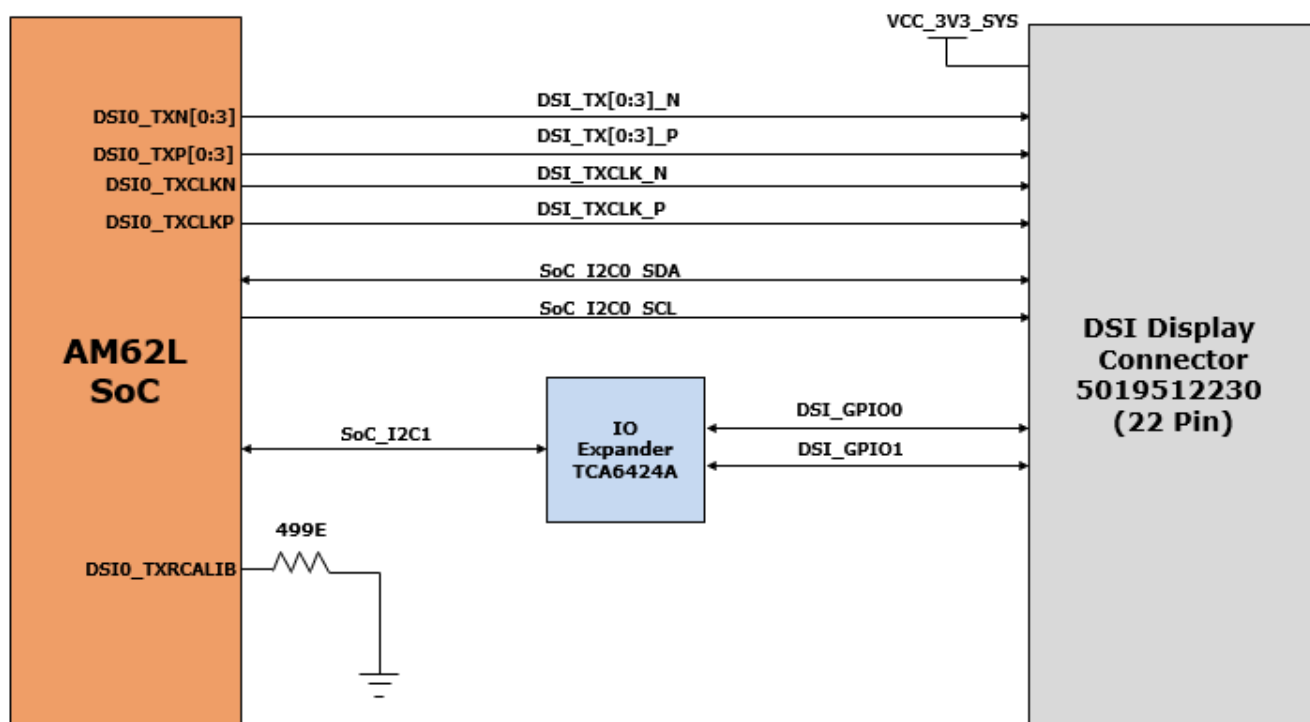 VCC_3V3_SYS
DSI0_TXN[0:3]
DSI_TX[0:3]_N
DSI0_TXP[0:3]
DSI_TX[0:3]_P
DSI0_TXCLKN
DSI_TXCLK_N
DSI0_TXCLKP
DSI_TXCLK_P
SoC_I2C0_SDA
SoC_I2C0_SCL
AM62L
SoC
DSI Display
Connector
5019512230
(22 Pin)
SoC_I2C1
IO
Expander
TCA6424A
DSI_GPIO0
DSI_GPIO1
499E
DSI0_TXRCALIB